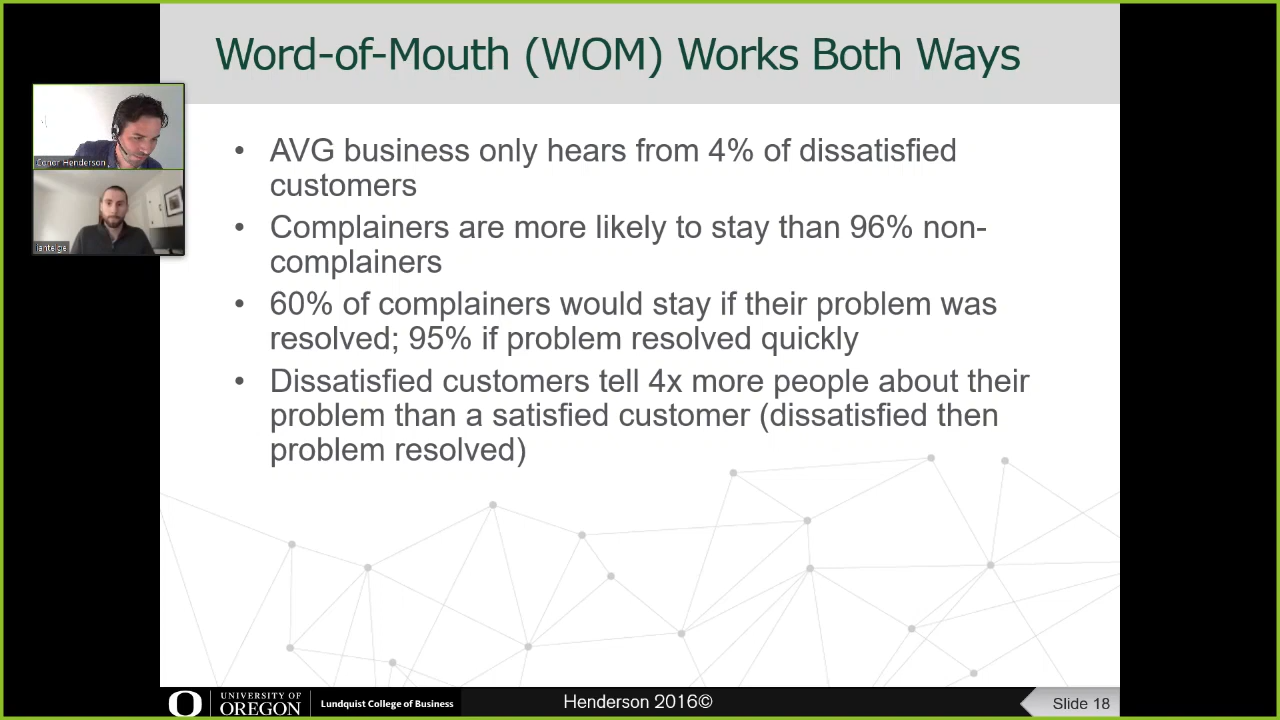 Word-of-Mouth (WOM) Works Both Ways
Conor Henderson
lanteige
• AVG business only hears from 4% of dissatisfied
customers
• Complainers are more likely to stay than 96% non-
complainers
• 60% of complainers would stay if their problem was
resolved; 95% if problem resolved quickly
• Dissatisfied customers tell 4x more people about their
problem than a satisfied customer (dissatisfied then
problem resolved)
UNIVERSITY OF
OREGON
Lundquist College of Business
Henderson 2016©
Slide 18